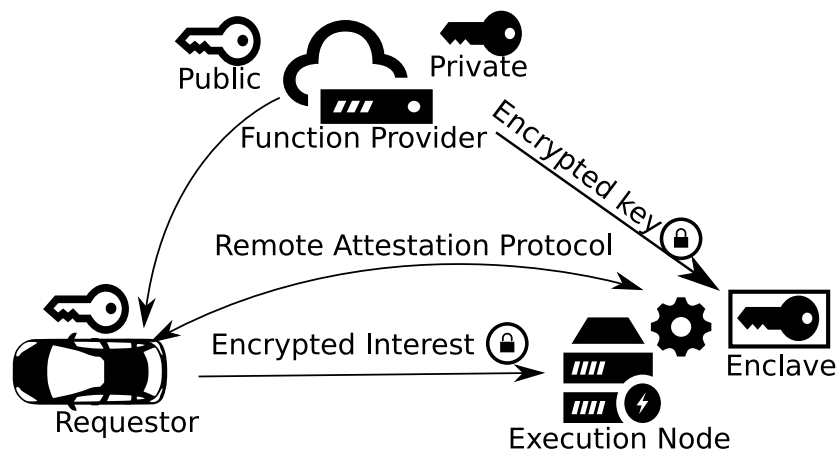 Public
Private
Function Provider
Encrypted key
Remote Attestation Protocol
Encrypted Interest
Enclave
Requestor
Execution Node